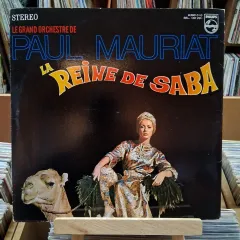 STEREO
PHILIPS
LE GRAND ORCHESTRE DE
PAUL MAURIAT
LA
REINE DE SABA